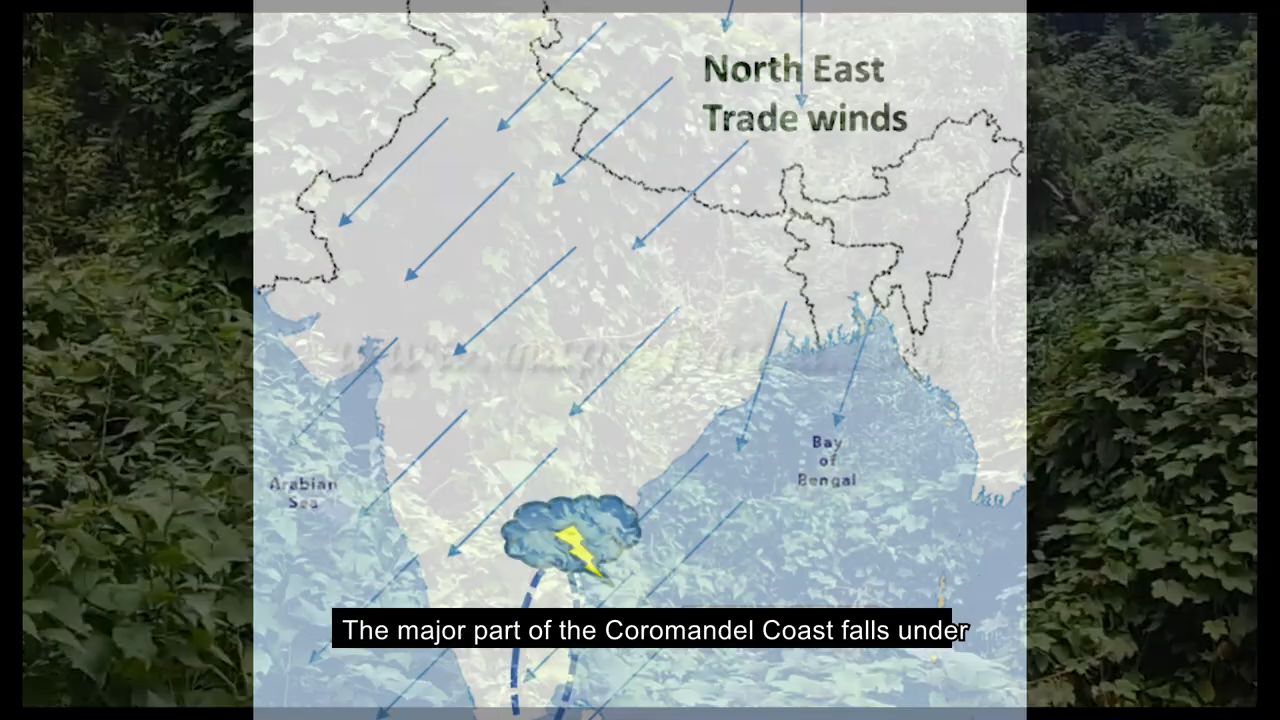 North East
Trade winds
Bay
of
Bengal
Arabian
Sea
The major part of the Coromandel Coast falls under